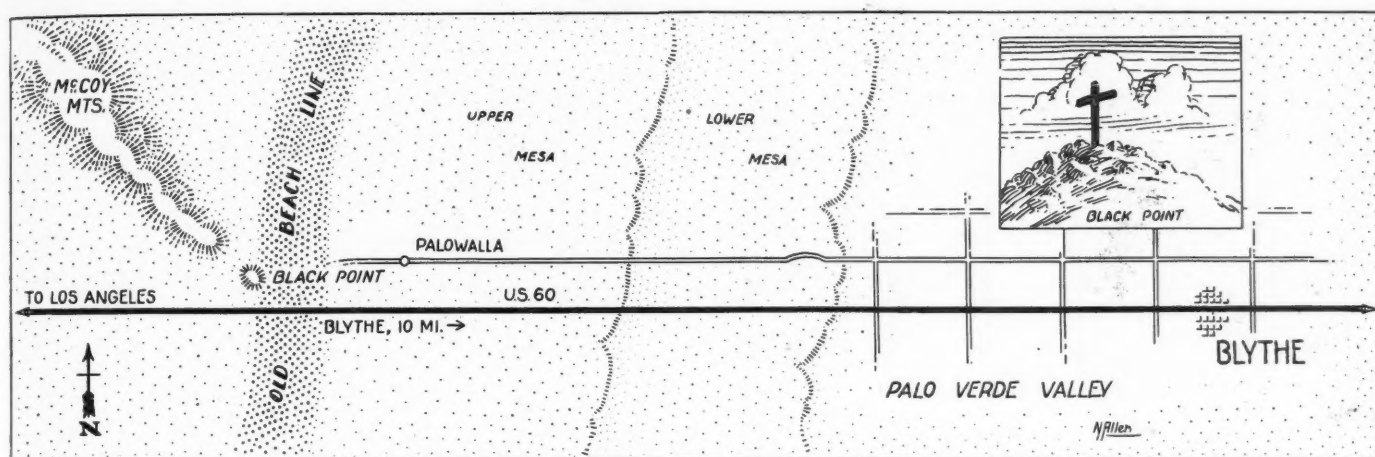 McCOY
MTS.
OLD BEACH LINE
UPPER
MESA
LOWER
MESA
BLACK POINT
PALOWALLA
BLACK POINT
TO LOS ANGELES
U.S. 60
BLYTHE, 10 MI.→
BLYTHE
PALO VERDE VALLEY
N
N Allen